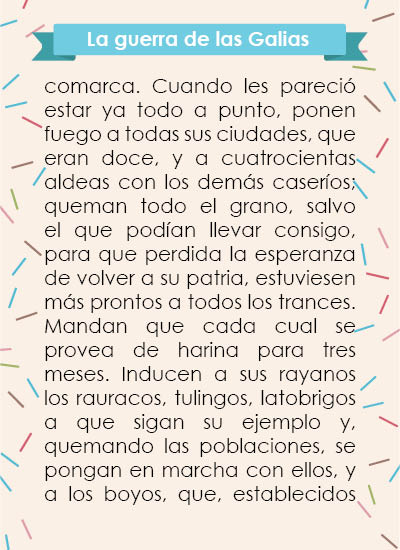 La guerra de las Galias
comarca. Cuando les pareció
estar ya todo a punto, ponen
fuego a todas sus ciudades, que
eran doce, y a cuatrocientas
aldeas con los demás caseríos;
queman todo el grano, salvo
el que podían llevar consigo,
para que perdida la esperanza
de volver a su patria, estuviesen
más prontos a todos los trances.
Mandan que cada cual se
provea de harina para tres
meses. Inducen a sus rayanos
los rauracos, tulingos, latobrigos
a que sigan su ejemplo y,
quemando las poblaciones, se
pongan en marcha con ellos, y
a los boyos, que, establecidos